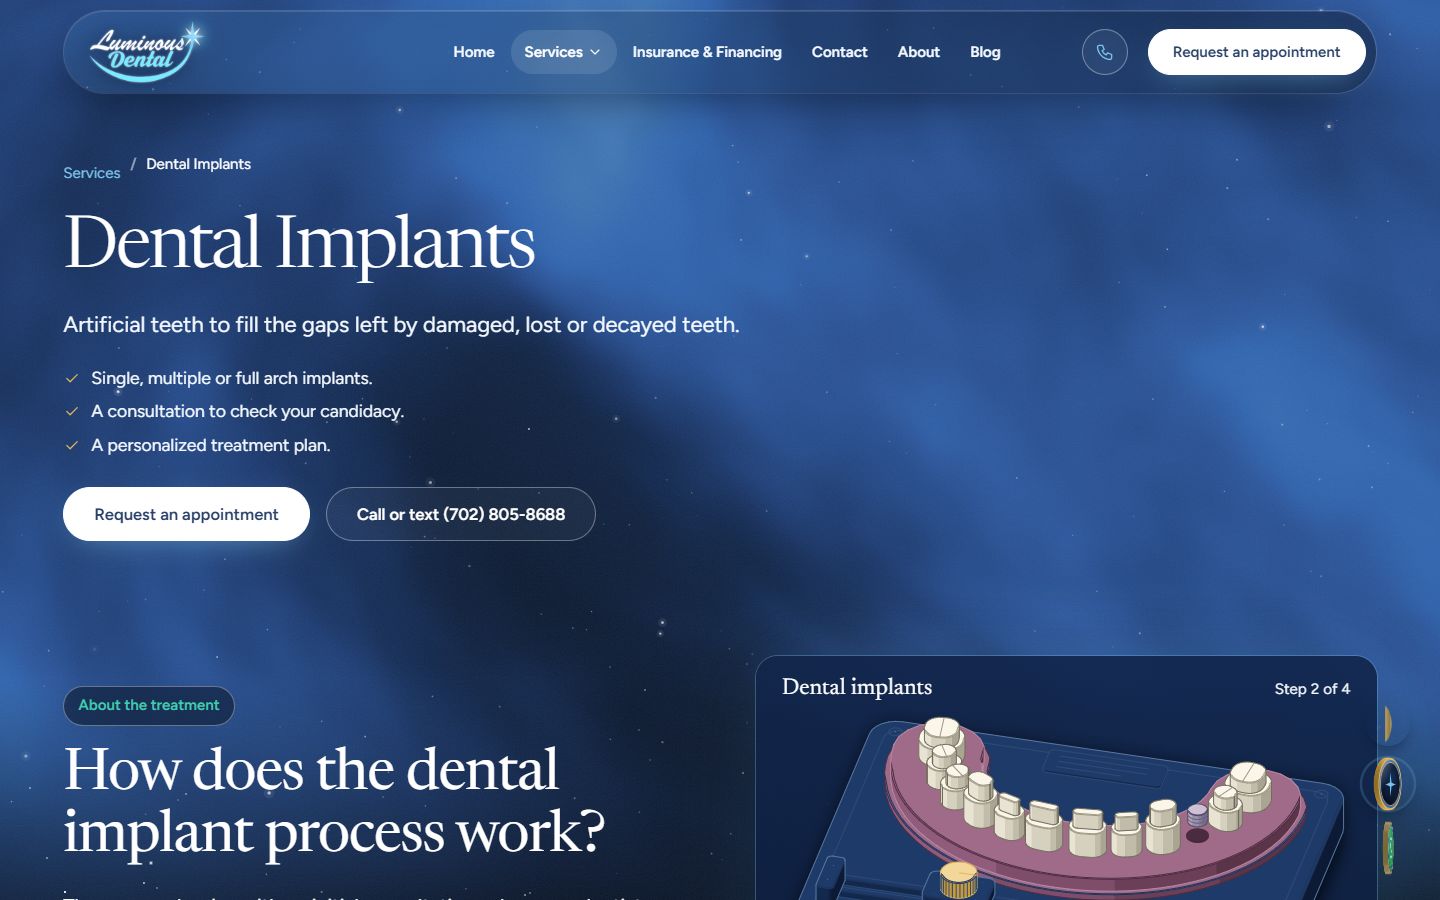 Luminous
Dental
Home
Services
Insurance & Financing
Contact
About
Blog
Request an appointment
Services / Dental Implants
Dental Implants
Artificial teeth to fill the gaps left by damaged, lost or decayed teeth.
Single, multiple or full arch implants.
A consultation to check your candidacy.
A personalized treatment plan.
Request an appointment
Call or text (702) 805-8688
About the treatment
How does the dental
implant process work?
Dental implants
Step 2 of 4